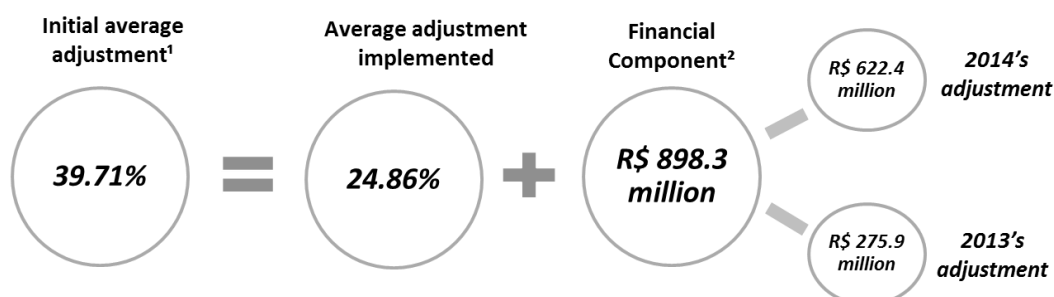 Initial average
adjustment¹
39.71%
Average adjustment
implemented
24.86%
Financial
Component²
R$ 898.3
million
R$ 622.4
million
2014’s
adjustment
R$ 275.9
million
2013’s
adjustment